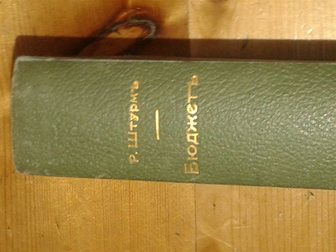 Р. Штурмъ
Бюджетъ